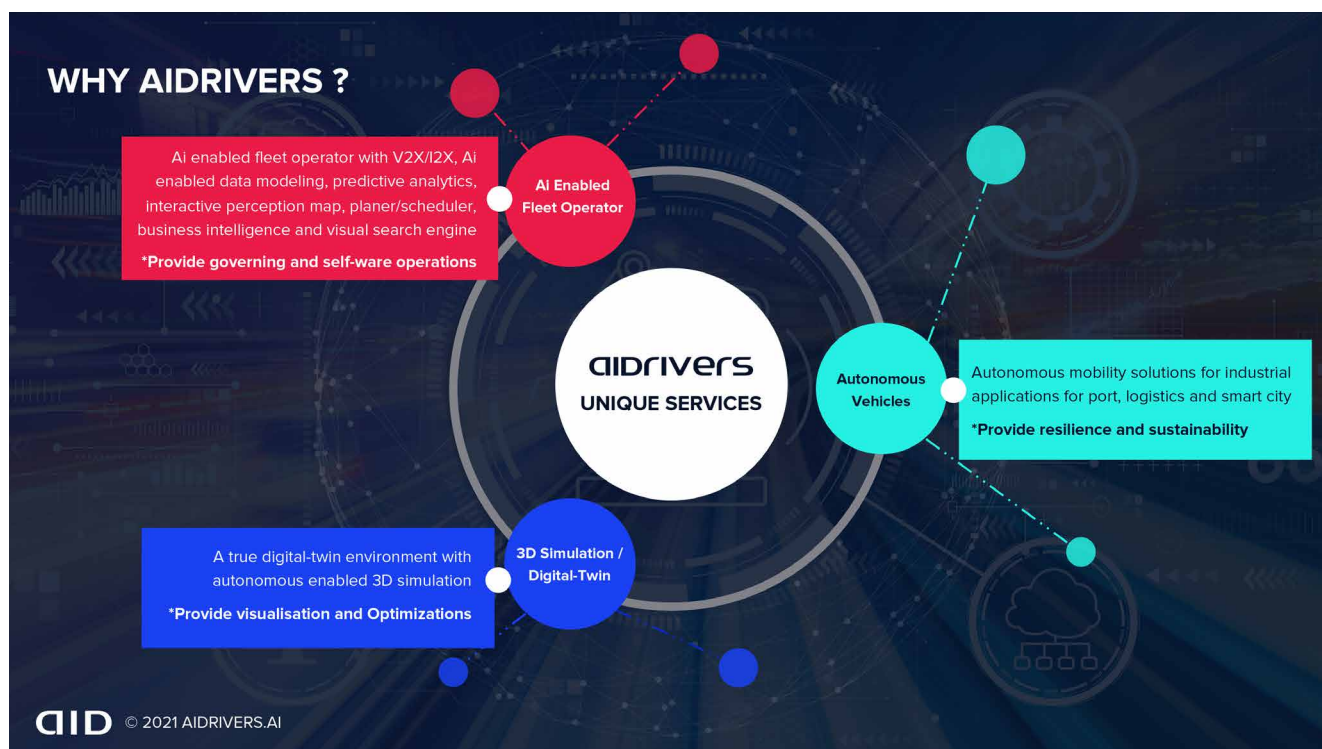 WHY AIDRIVERS ?
Ai enabled fleet operator with V2X/I2X, Ai
enabled data modeling, predictive analytics,
interactive perception map, planer/scheduler,
business intelligence and visual search engine
*Provide governing and self-ware operations
Ai Enabled
Fleet Operator
AIDrivers
UNIQUE SERVICES
Autonomous
Vehicles
Autonomous mobility solutions for industrial
applications for port, logistics and smart city
*Provide resilience and sustainability
A true digital-twin environment with
autonomous enabled 3D simulation
*Provide visualisation and Optimizations
3D Simulation /
Digital-Twin
AID © 2021 AIDRIVERS.AI